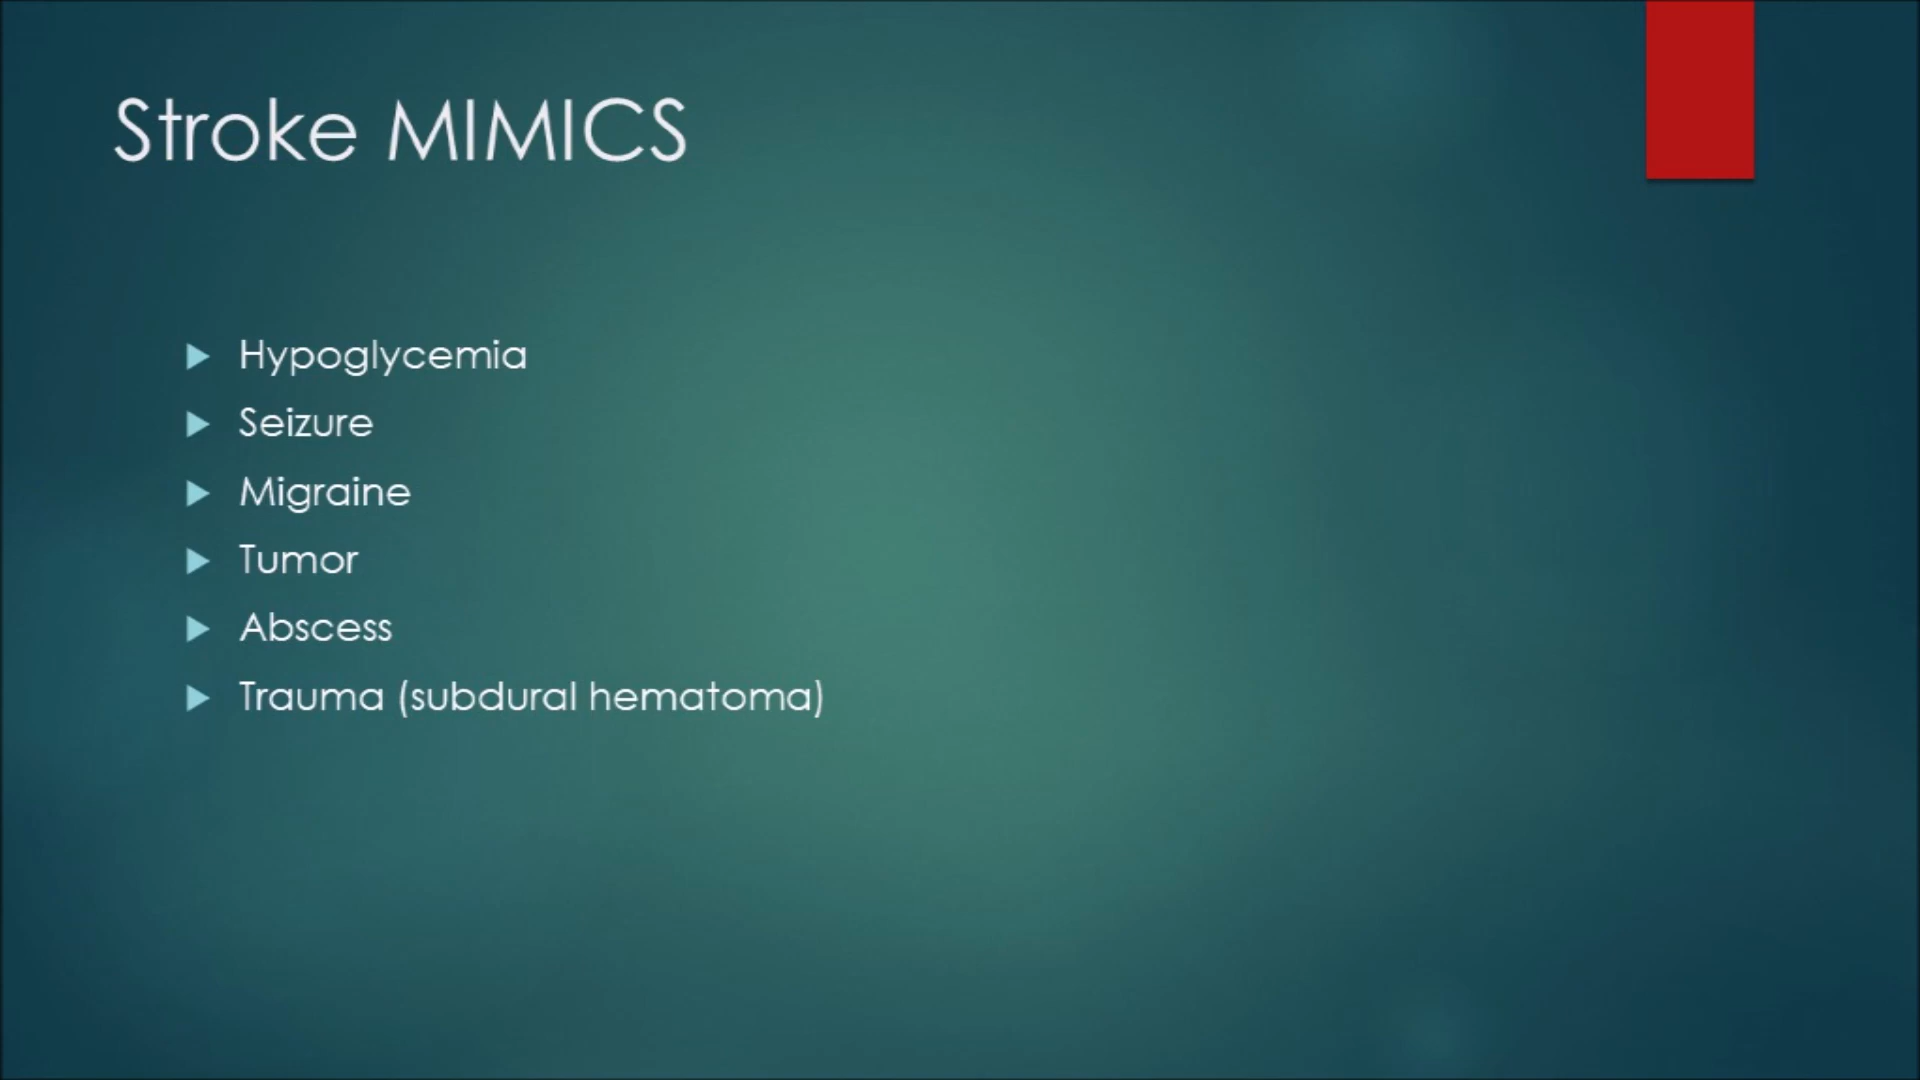 Stroke MIMICS
Hypoglycemia
Seizure
Migraine
Tumor
Abscess
Trauma (subdural hematoma)